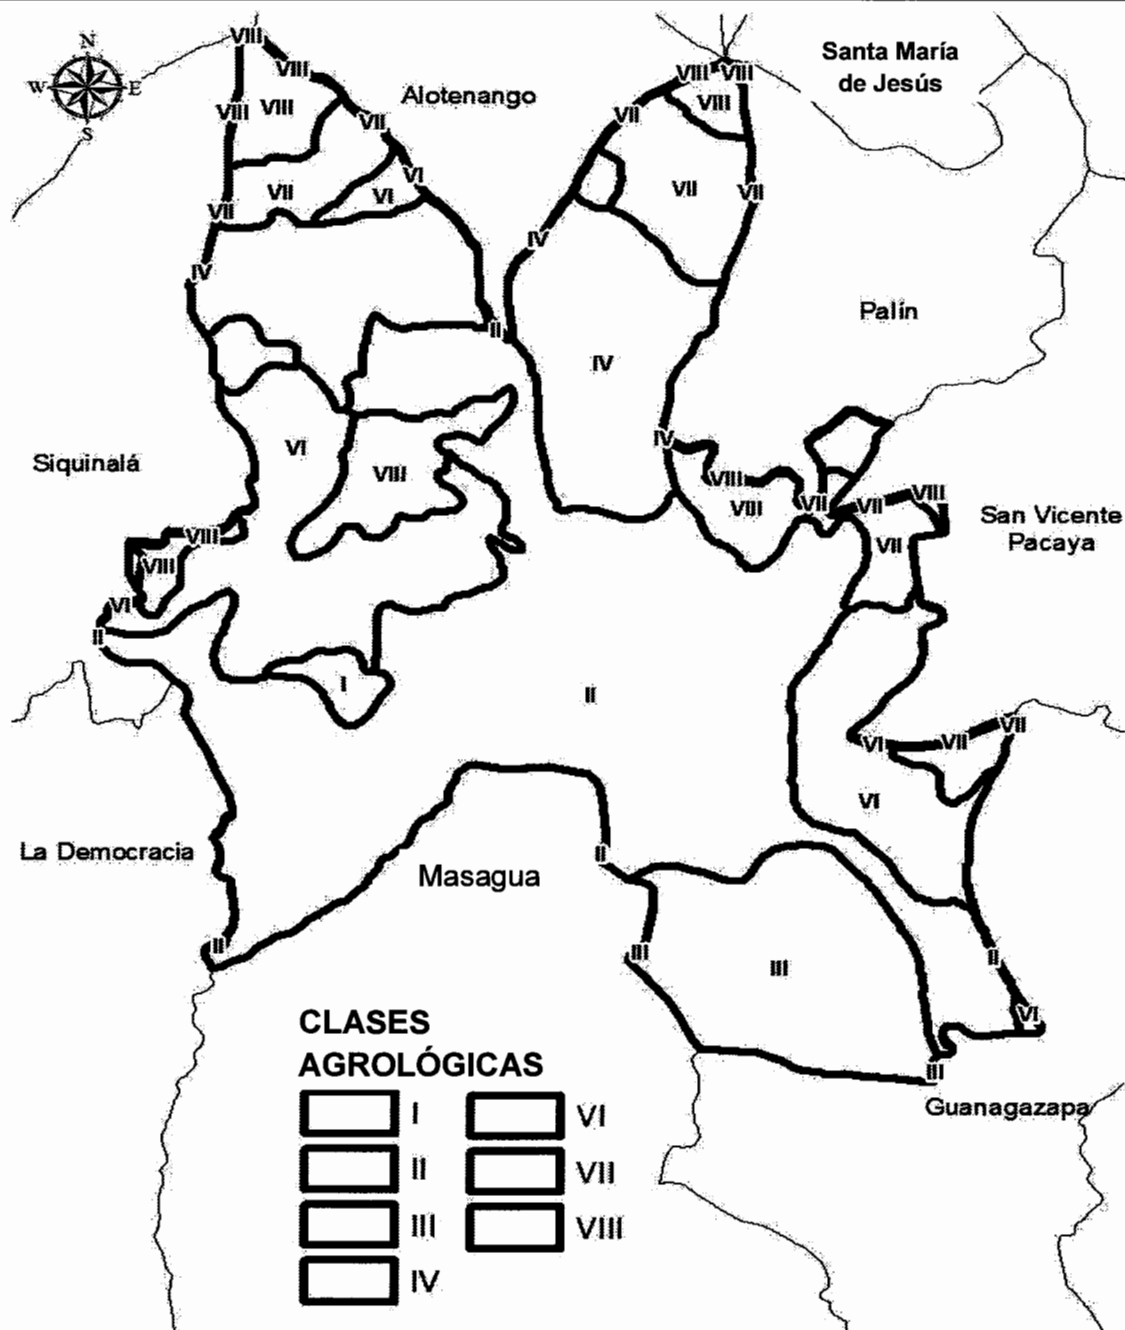 VIII
N
VIII
Santa María
de Jesús
VIII VIII
W E
Alotenango
VIII
VIII
VIII
VII
VII
S
VI
VII
VI
VII
VII
VII
IV
IV
Palín
II
IV
IV
VI
Siquinalá
VIII
VIII
VIII
VII
VII
VIII
San Vicente
Pacaya
VIII
VII
VIII
VI
II
I
II
VII
VI
VII
VI
La Democracia
II
Masagua
II
III
III
II
VI
III
Guanagazapa
CLASES
AGROLÓGICAS
I VI
II VII
III VIII
IV